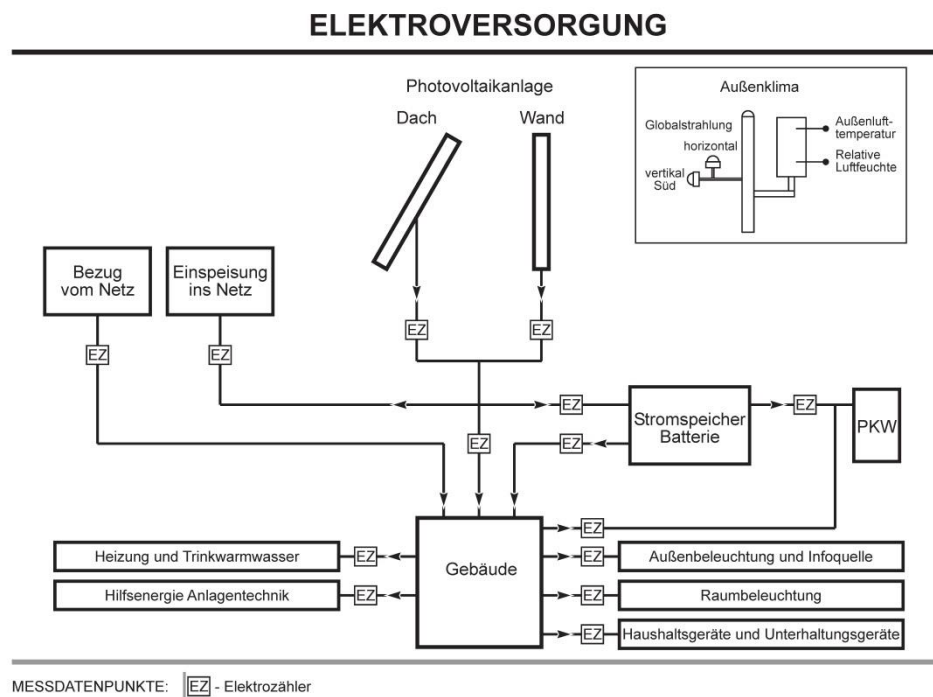 ELEKTROVERSORGUNG
Photovoltaikanlage
Dach
Wand
Außenklima
Globalstrahlung
horizontal
vertikal
Süd
Außenluft-
temperatur
Relative
Luftfeuchte
Bezug
vom Netz
Einspeisung
ins Netz
EZ
EZ
EZ
EZ
EZ
EZ
Stromspeicher
Batterie
PKW
EZ
EZ
EZ
Gebäude
Heizung und Trinkwarmwasser
EZ
EZ
Außenbeleuchtung und Infoquelle
Hilfsenergie Anlagentechnik
EZ
EZ
Raumbeleuchtung
EZ
Haushaltsgeräte und Unterhaltungsgeräte
MESSDATENPUNKTE: EZ - Elektrozähler